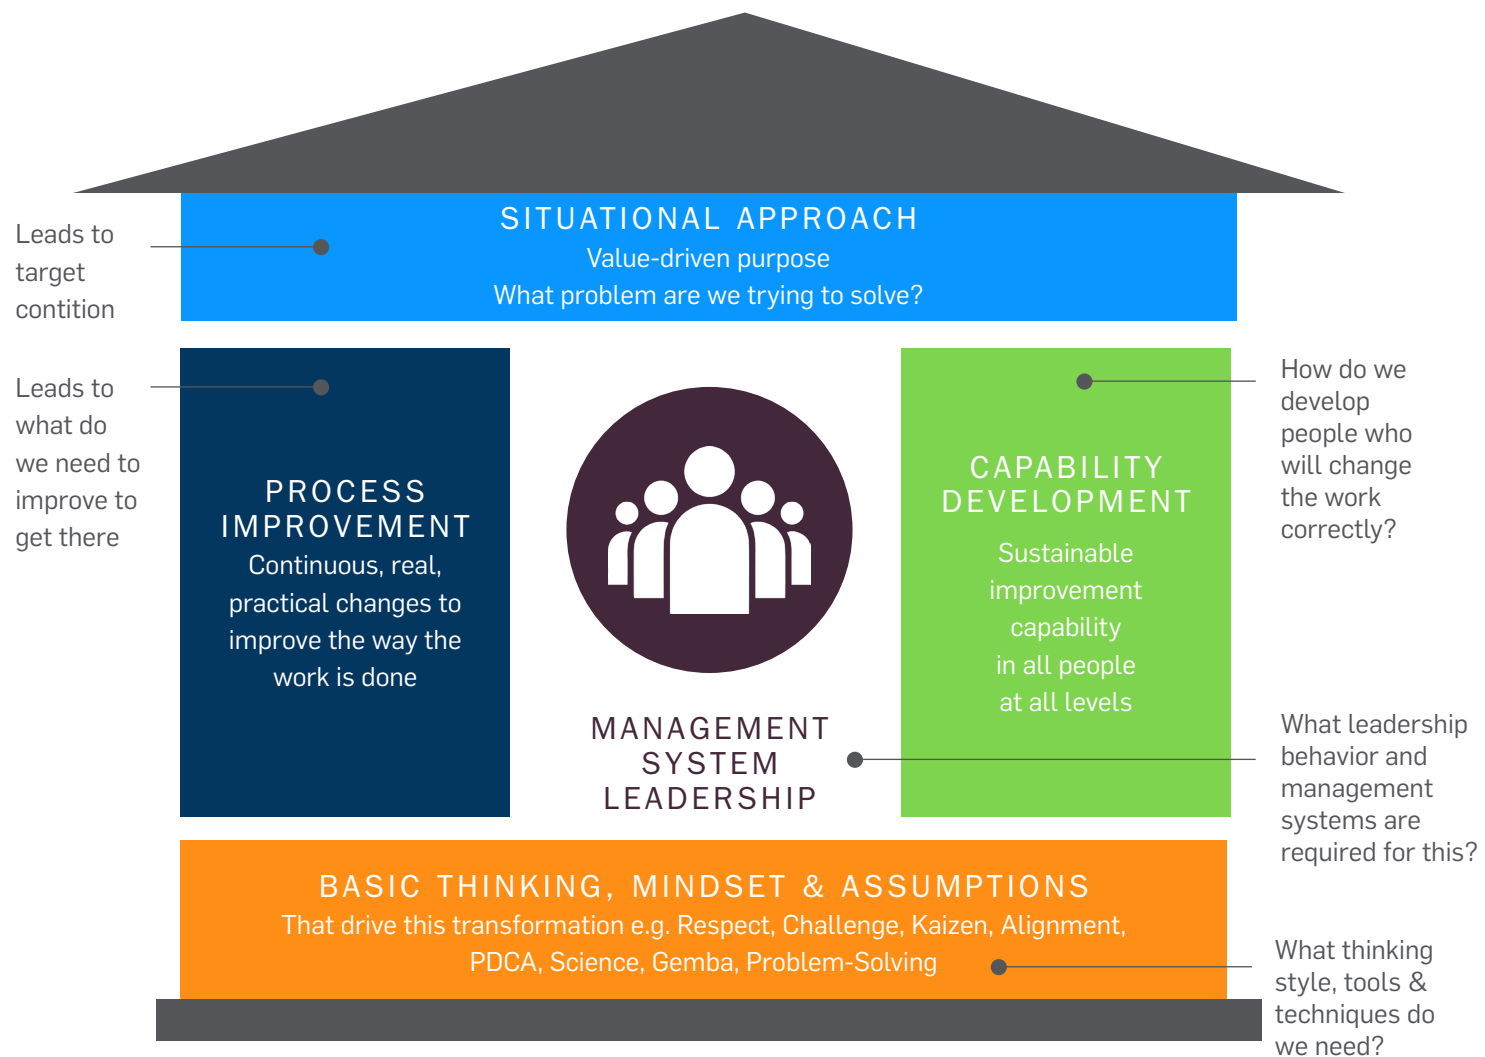 SITUATIONAL APPROACH
Value-driven purpose
What problem are we trying to solve?
Leads to
target
contition
Leads to
what do
we need to
improve to
get there
PROCESS
IMPROVEMENT
Continuous, real,
practical changes to
improve the way the
work is done
MANAGEMENT
SYSTEM
LEADERSHIP
CAPABILITY
DEVELOPMENT
Sustainable
improvement
capability
in all people
at all levels
How do we
develop
people who
will change
the work
correctly?
What leadership
behavior and
management
systems are
required for this?
BASIC THINKING, MINDSET & ASSUMPTIONS
That drive this transformation e.g. Respect, Challenge, Kaizen, Alignment,
PDCA, Science, Gemba, Problem-Solving
What thinking
style, tools &
techniques do
we need?